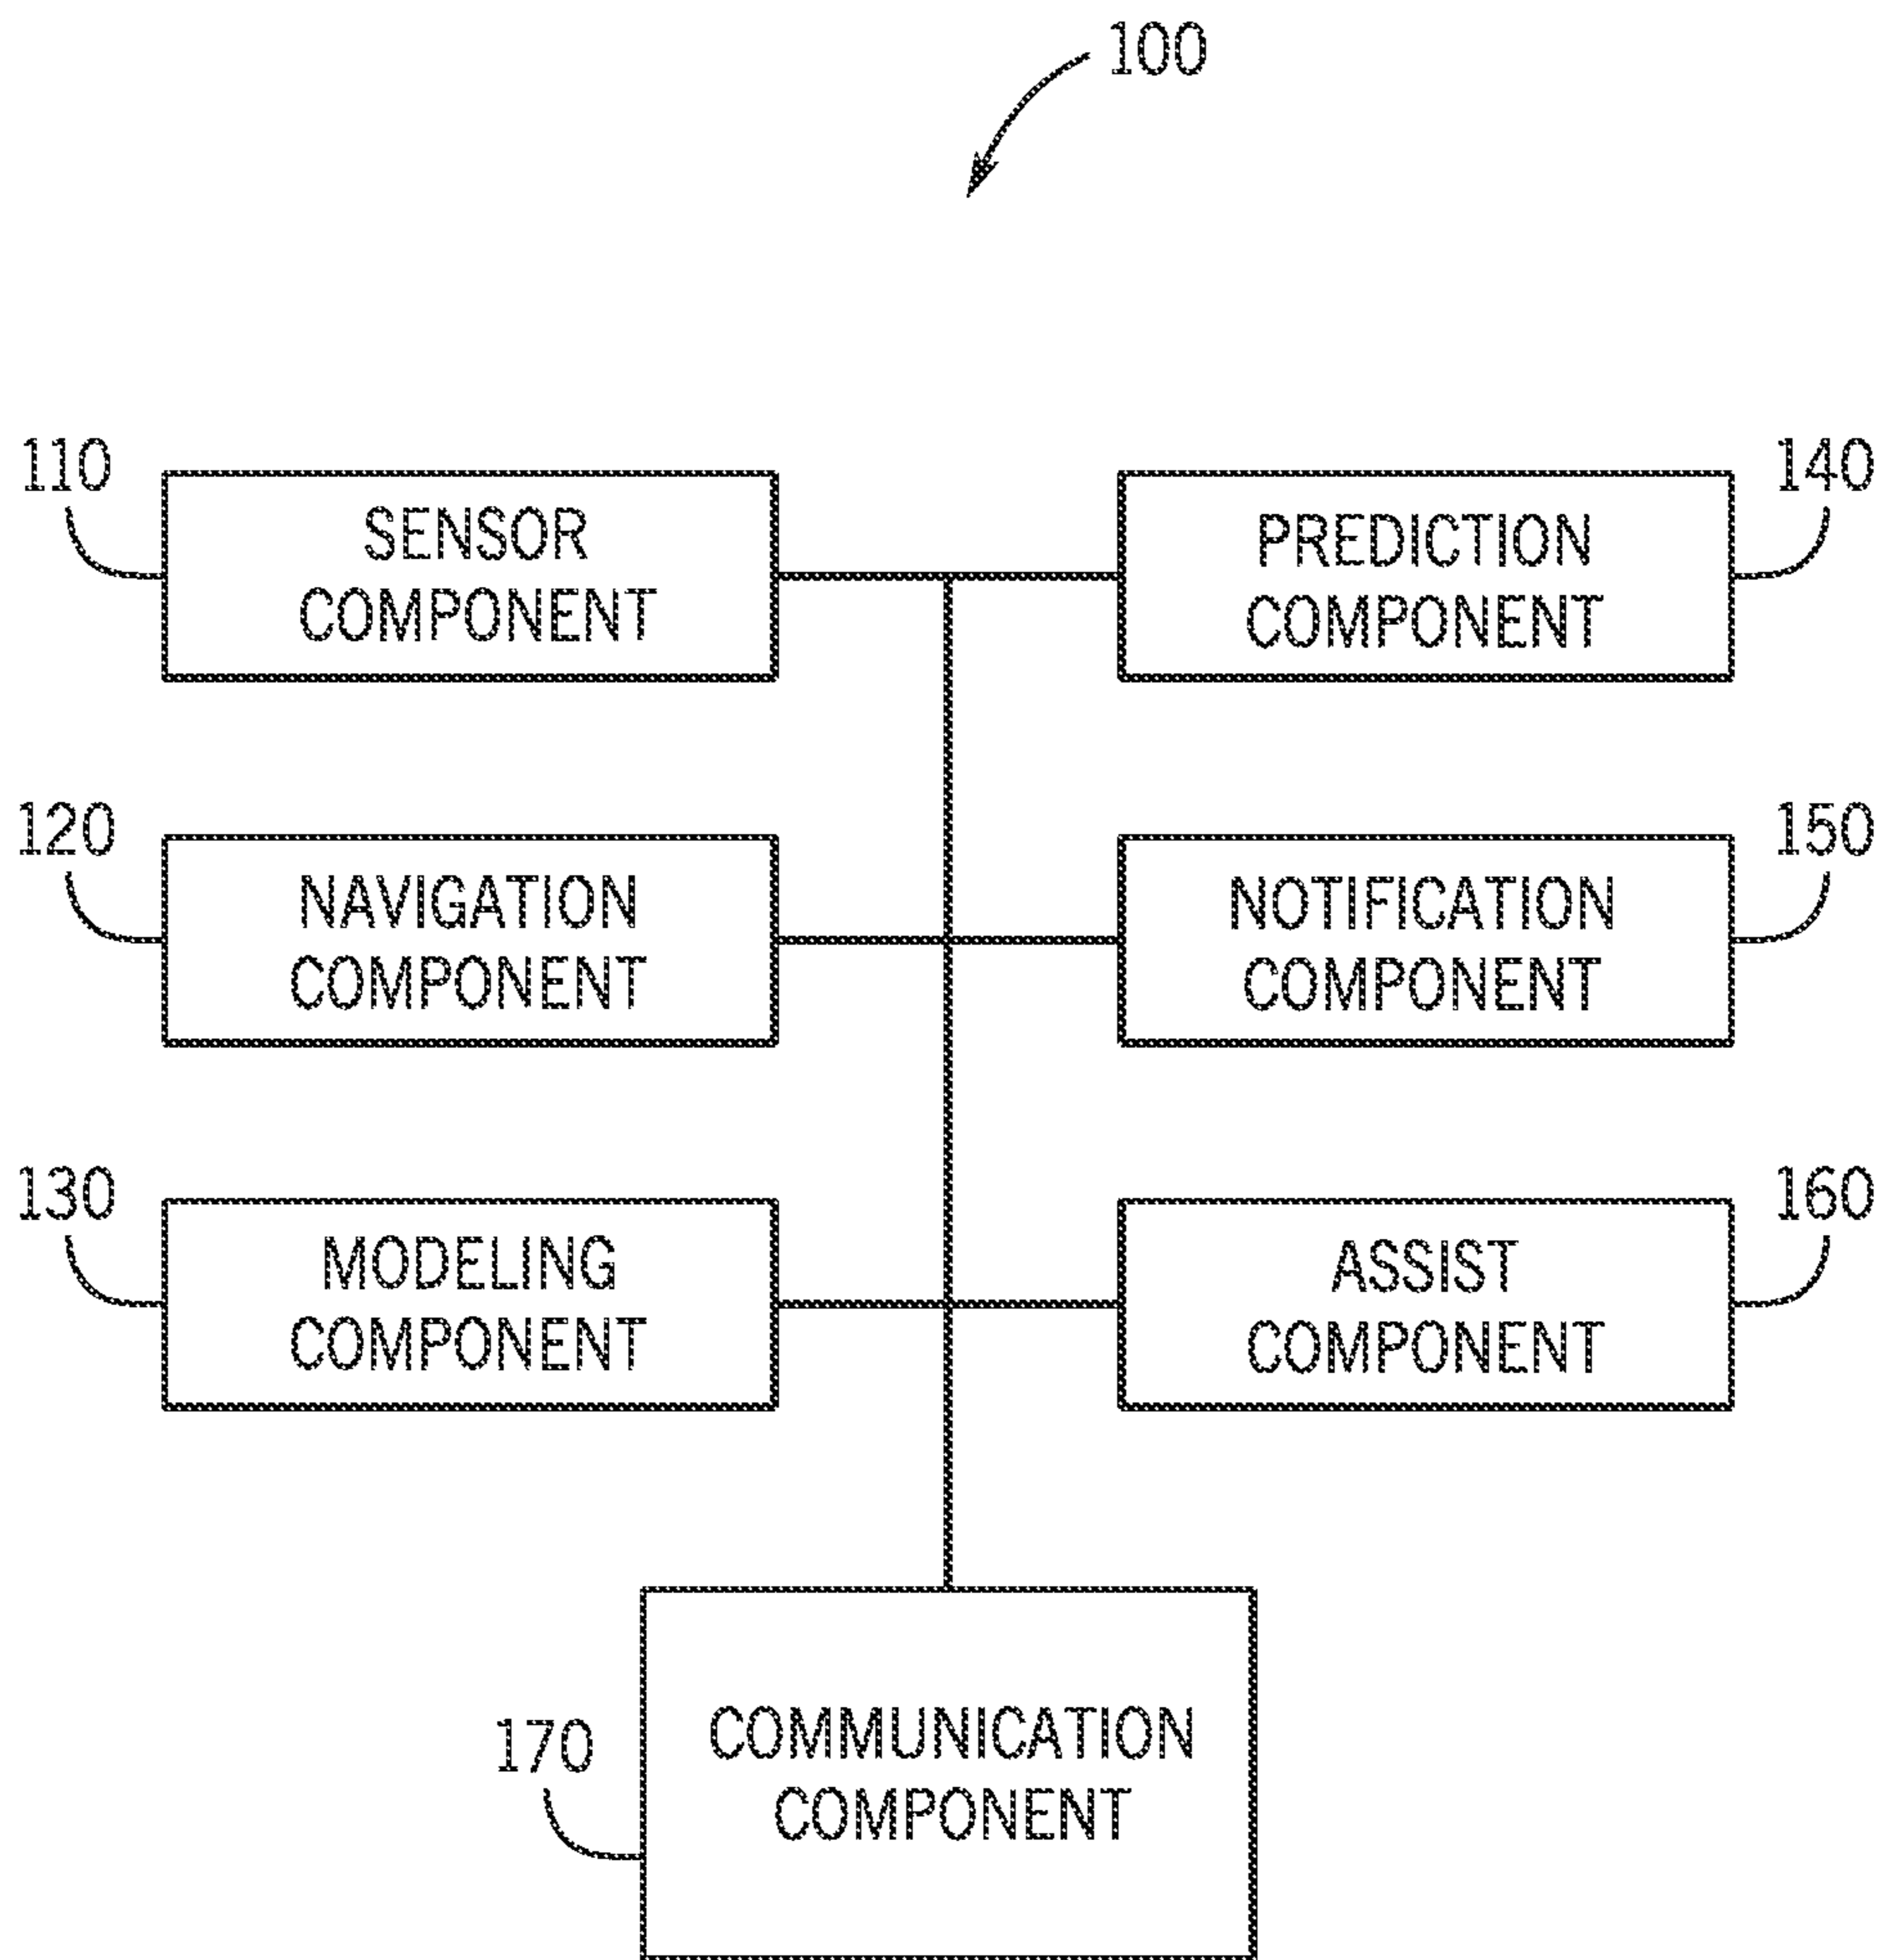 100
110
SENSOR
COMPONENT
140
PREDICTION
COMPONENT
120
NAVIGATION
COMPONENT
150
NOTIFICATION
COMPONENT
130
MODELING
COMPONENT
160
ASSIST
COMPONENT
170
COMMUNICATION
COMPONENT